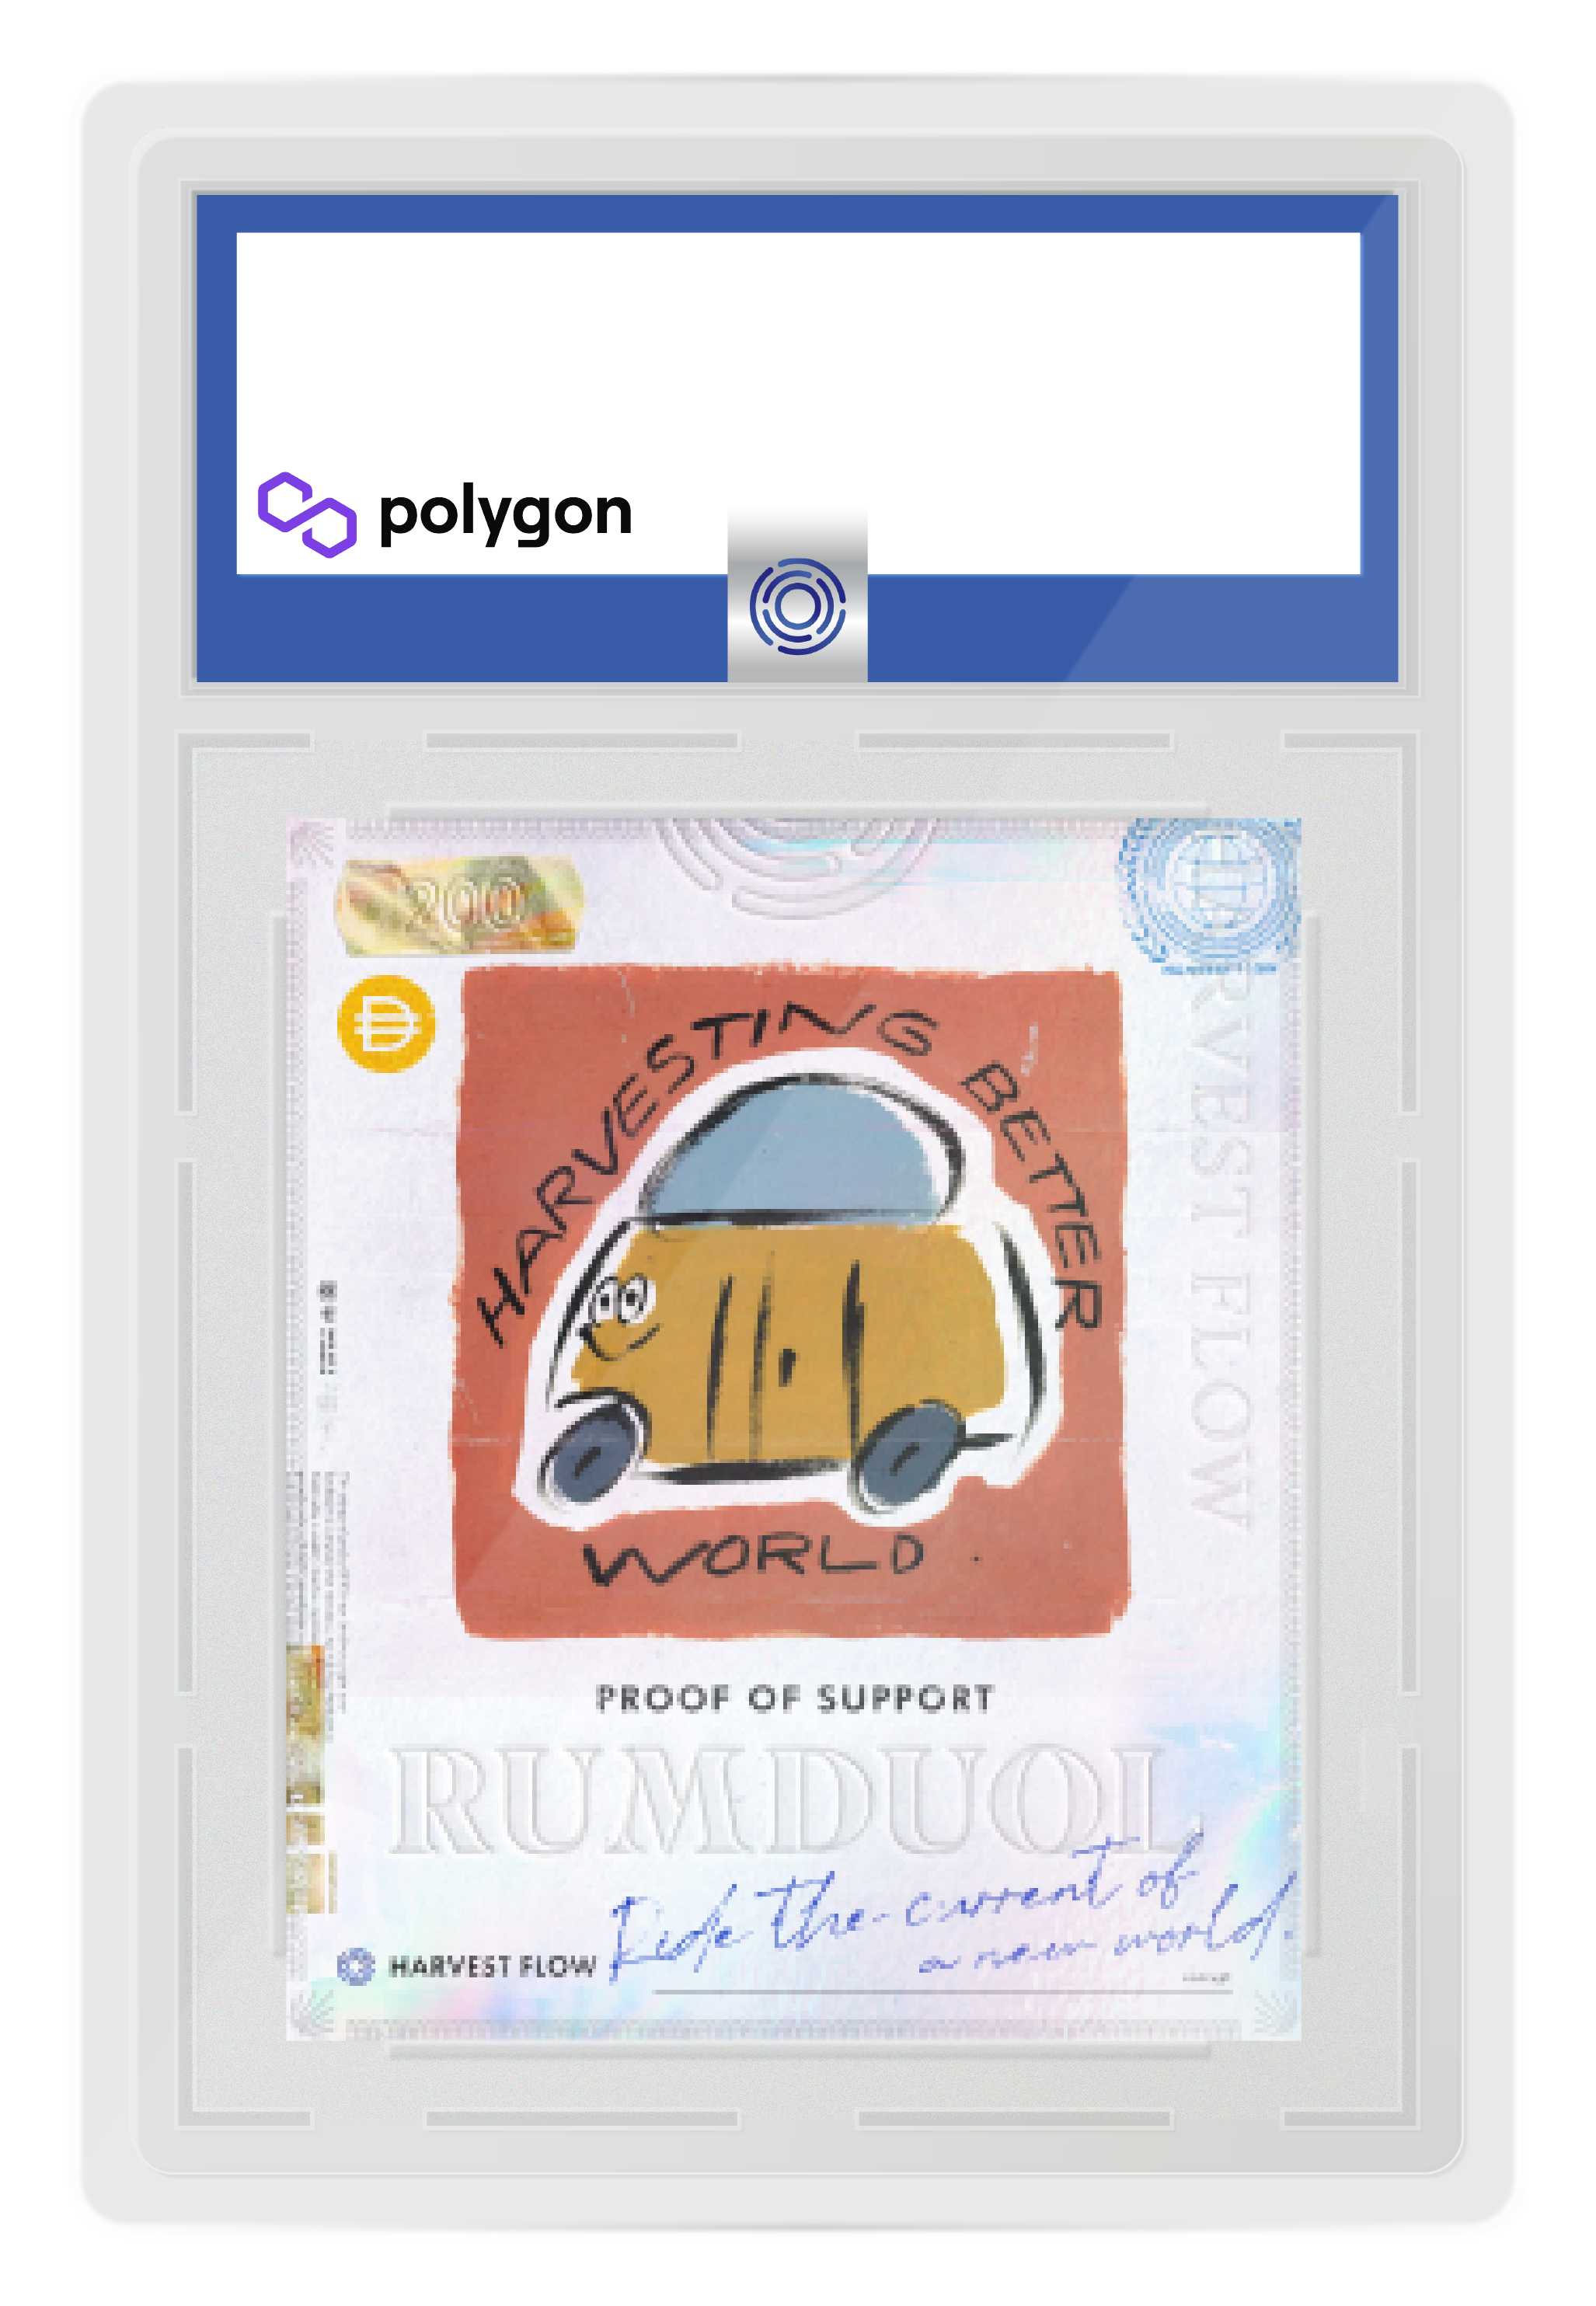 polygon
200
HARVESTING BETTER
WORLD.
RVEST FLOW
PROOF OF SUPPORT
RUMDUOL
Ride the current of
a new world.
HARVEST FLOW